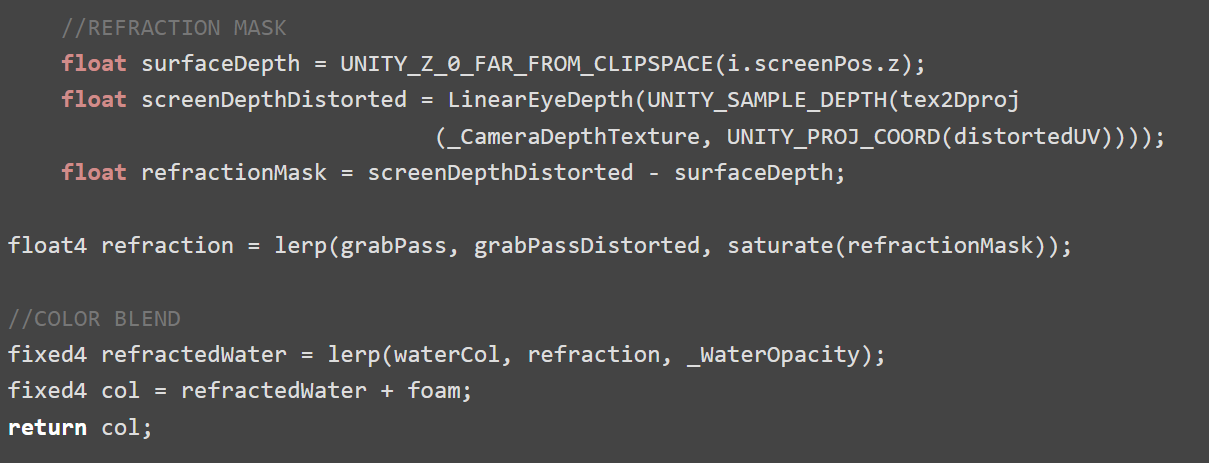 //REFRACTION MASK
float surfaceDepth = UNITY_Z_0_FAR_FROM_CLIPSPACE(i.screenPos.z);
float screenDepthDistorted = LinearEyeDepth(UNITY_SAMPLE_DEPTH(tex2Dproj
(_CameraDepthTexture, UNITY_PROJ_COORD(distortedUV))));
float refractionMask = screenDepthDistorted - surfaceDepth;
float4 refraction = lerp(grabPass, grabPassDistorted, saturate(refractionMask));
//COLOR BLEND
fixed4 refractedWater = lerp(waterCol, refraction, _WaterOpacity);
fixed4 col = refractedWater + foam;
return col;